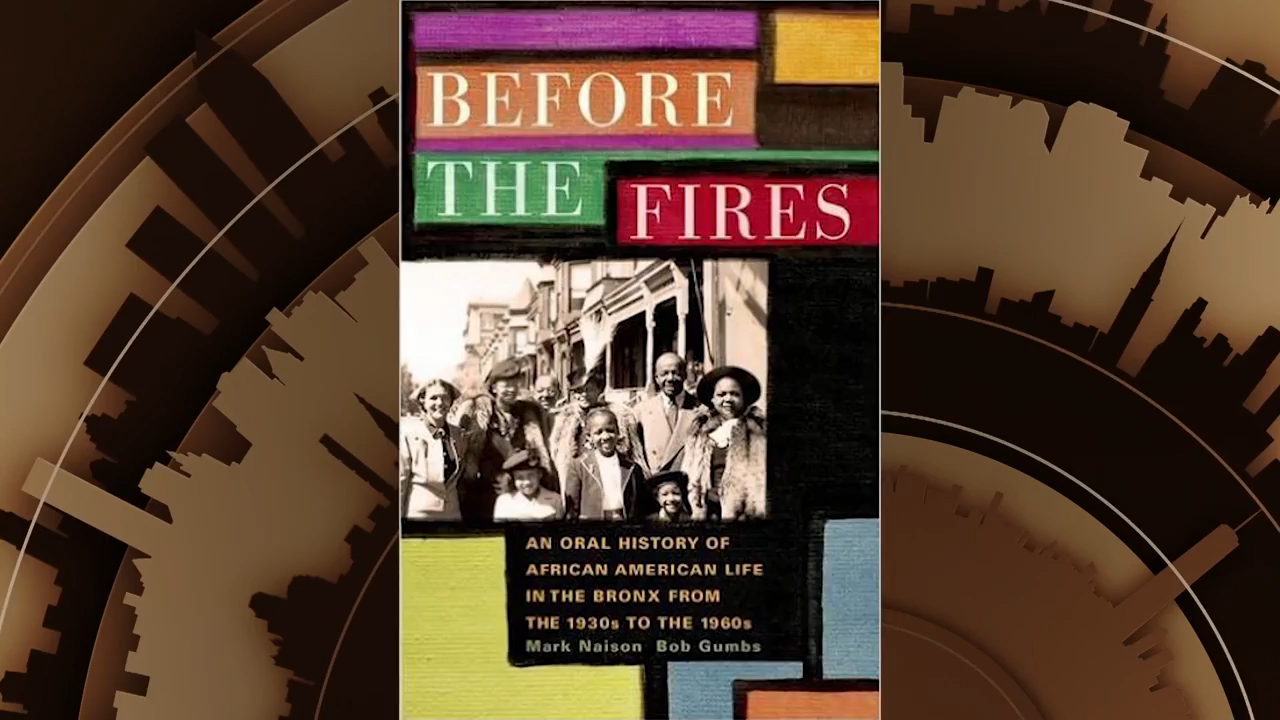 BEFORE
THE FIRES
AN ORAL HISTORY OF
AFRICAN AMERICAN LIFE
IN THE BRONX FROM
THE 1930s TO THE 1960s
Mark Naison Bob Gumbs